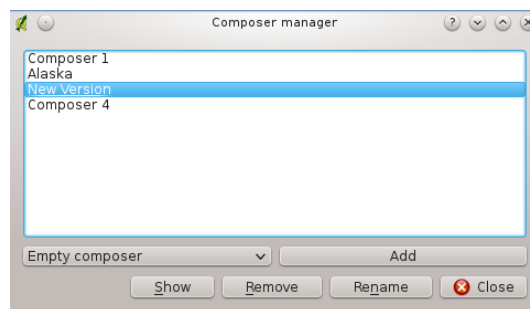 Composer manager
Composer 1
Alaska
New Version
Composer 4
Empty composer Add
Show Remove Rename Close